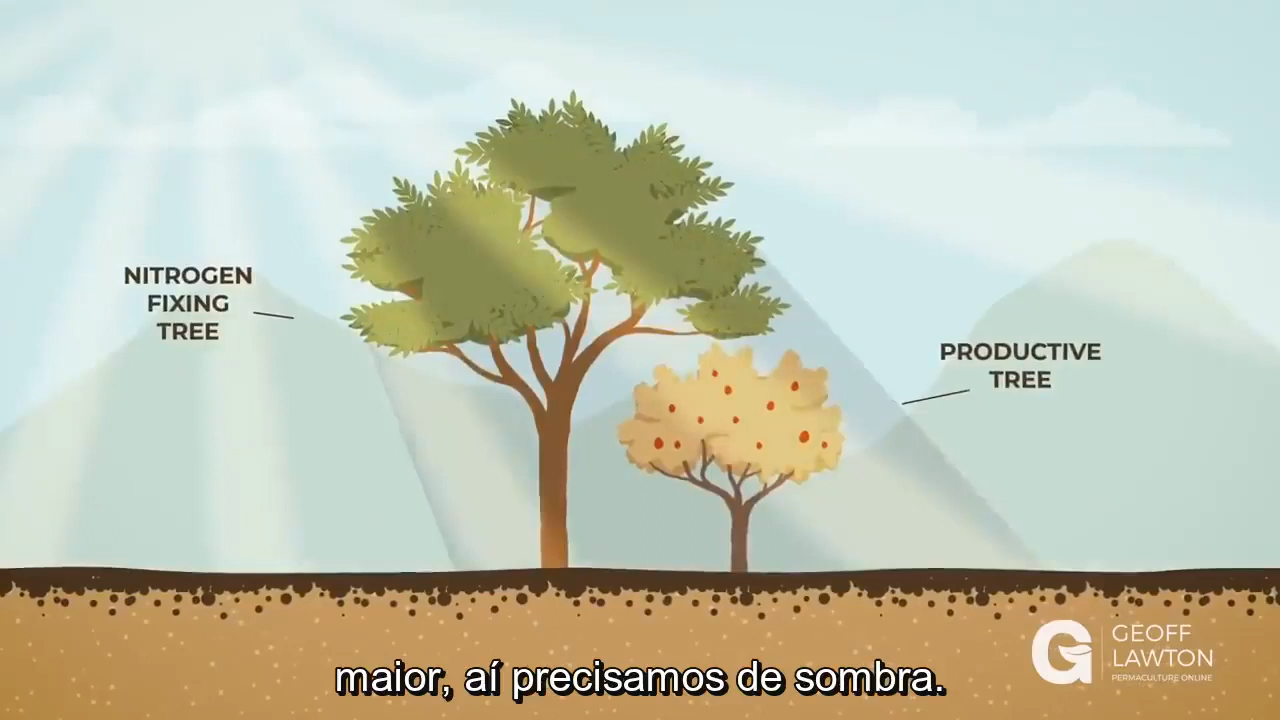 NITROGEN
FIXING
TREE
PRODUCTIVE
TREE
GEOFF
LAWTON
PERMACULTURE ONLINE
maior, aí precisamos de sombra.